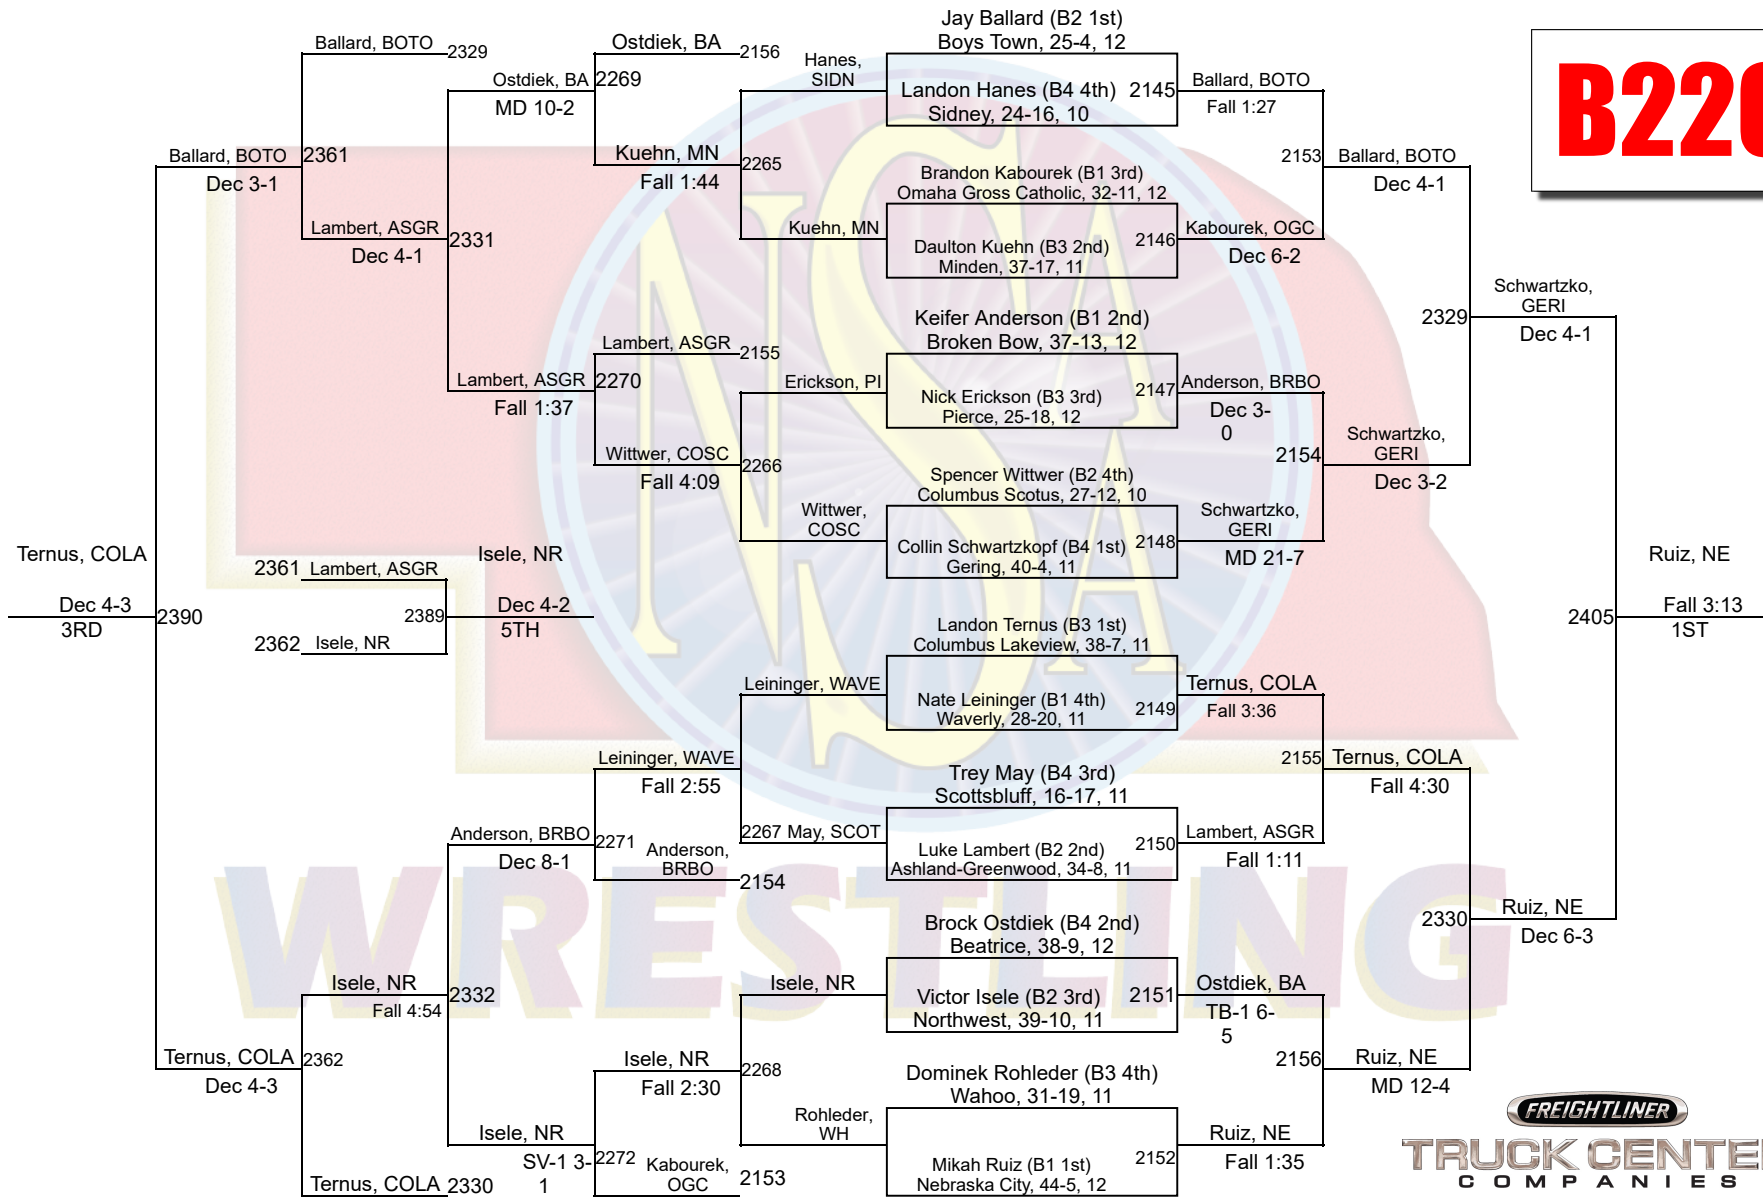 Jay Ballard (B2 1st)
Boys Town, 25-4, 12
Landon Hanes (B4 4th) 2145
Sidney, 24-16, 10
Brandon Kabourek (B1 3rd)
Omaha Gross Catholic, 32-11, 12
Daulton Kuehn (B3 2nd) 2146
Minden, 37-17, 11
Keifer Anderson (B1 2nd)
Broken Bow, 37-13, 12
Nick Erickson (B3 3rd) 2147
Pierce, 25-18, 12
Spencer Wittwer (B2 4th)
Columbus Scotus, 27-12, 10
Collin Schwartzkopf (B4 1st) 2148
Gering, 40-4, 11
Landon Ternus (B3 1st)
Columbus Lakeview, 38-7, 11
Nate Leininger (B1 4th) 2149
Waverly, 28-20, 11
Trey May (B4 3rd)
Scottsbluff, 16-17, 11
Luke Lambert (B2 2nd) 2150
Ashland-Greenwood, 34-8, 11
Brock Ostdiek (B4 2nd)
Beatrice, 38-9, 12
Victor Isele (B2 3rd) 2151
Northwest, 39-10, 11
Dominek Rohleder (B3 4th)
Wahoo, 31-19, 11
Mikah Ruiz (B1 1st) 2152
Nebraska City, 44-5, 12
Ballard, BOTO
Fall 1:27
Kabourek, OGC
Dec 6-2
Anderson, BRBO
Dec 3-
0
Schwartzko,
GERI
MD 21-7
Ternus, COLA
Fall 3:36
Lambert, ASGR
Fall 1:11
Ostdiek, BA
TB-1 6-
5
Ruiz, NE
Fall 1:35
2153 Ballard, BOTO
Dec 4-1
2154
Schwartzko,
GERI
Dec 3-2
2155 Ternus, COLA
Fall 4:30
2156 Ruiz, NE
MD 12-4
2329
Schwartzko,
GERI
Dec 4-1
2330 Ruiz, NE
Dec 6-3
2405
Ruiz, NE
Fall 3:13
1ST
Hanes,
SIDN
Kuehn, MN
Erickson, PI
Wittwer,
COSC
Leininger, WAVE
2267 May, SCOT
Isele, NR
Rohleder,
WH
Ostdiek, BA 2156
Kuehn, MN 2265
Fall 1:44
Lambert, ASGR 2155
Wittwer, COSC 2266
Fall 4:09
Leininger, WAVE
Fall 2:55
Anderson,
BRBO
2154
Isele, NR 2268
Fall 2:30
Kabourek,
OGC
2153
Ostdiek, BA 2269
MD 10-2
Lambert, ASGR 2270
Fall 1:37
Anderson, BRBO 2271
Dec 8-1
Isele, NR 2272
SV-1 3-
1
Ballard, BOTO 2329
Lambert, ASGR 2331
Dec 4-1
Isele, NR 2332
Fall 4:54
Ternus, COLA 2330
Ballard, BOTO 2361
Dec 3-1
Ternus, COLA 2362
Dec 4-3
2361 Lambert, ASGR
2362 Isele, NR
2389
Isele, NR
Dec 4-2
5TH
Ternus, COLA
Dec 4-3
3RD
2390
NSAA
WRESTLING
FREIGHTLINER
COMPANIES